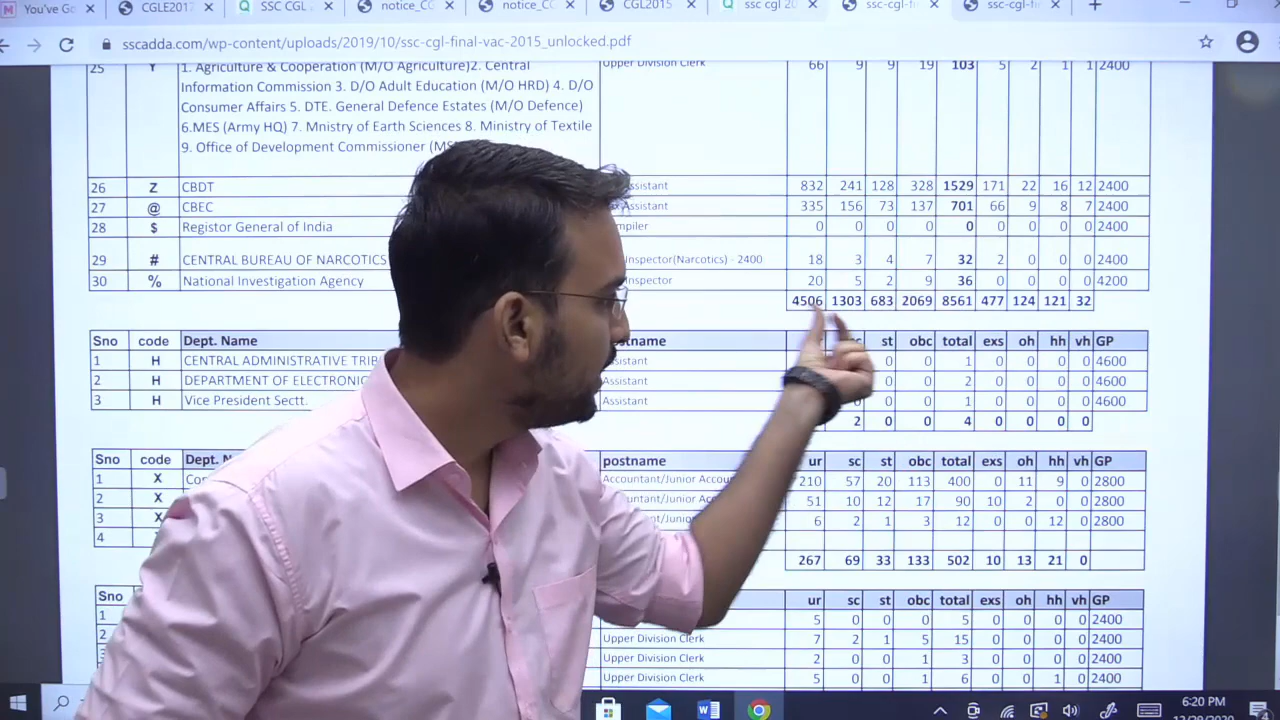 You've Go
CGLE2017
SSC CGL
notice_CG
notice_CG
CGL2015
ssc cgl 20
ssc-cgl-fi
ssc-cgl-fi
sscadda.com/wp-content/uploads/2019/10/ssc-cgl-final-vac-2015_unlocked.pdf
25 Y 1. Agriculture & Cooperation (M/O Agriculture)2. Central Upper Division Clerk 66 9 9 19 103 5 2 1 1 2400
Information Commission 3. D/O Adult Education (M/O HRD) 4. D/O
Consumer Affairs 5. DTE. General Defence Estates (M/O Defence)
6.MES (Army HQ) 7. Mnistry of Earth Sciences 8. Ministry of Textile
9. Office of Development Commissioner
26 Z CBDT Assistant 832 241 128 328 1529 171 22 16 12 2400
27 @ CBEC Assistant 335 156 73 137 701 66 9 8 7 2400
28 $ Registor General of India 0 0 0 0 0 0 0 0 0 2400
29 # CENTRAL BUREAU OF NARCOTICS Inspector(Narcotics) - 2400 18 3 4 7 32 2 0 0 0 2400
30 % National Investigation Agency Inspector 20 5 2 9 36 0 0 0 0 4200
4506 1303 683 2069 8561 477 124 121 32
Sno code Dept. Name postname st obc total exs oh hh vh GP
1 H CENTRAL ADMINISTRATIVE Assistant 0 0 1 0 0 0 0 4600
2 H DEPARTMENT OF ELECTRONIC Assistant 0 0 2 0 0 0 0 4600
3 H Vice President Sectt. Assistant 0 0 0 1 0 0 0 0 4600
2 0 0 4 0 0 0 0
Sno code Dept. postname ur sc st obc total exs oh hh vh GP
1 X Accountant/Junior 210 57 20 113 400 0 11 9 0 2800
2 X 51 10 12 17 90 10 2 0 0 2800
3 X 6 2 1 3 12 0 0 12 0 2800
4
267 69 33 133 502 10 13 21 0
Sno ur sc st obc total exs oh hh vh GP
1 5 0 0 0 5 0 0 0 0 2400
2 Upper Division Clerk 7 2 1 5 15 0 0 0 0 2400
Upper Division Clerk 2 0 0 1 3 0 0 0 0 2400
Upper Division Clerk 5 0 0 1 6 0 0 1 0 2400
6:20 PM